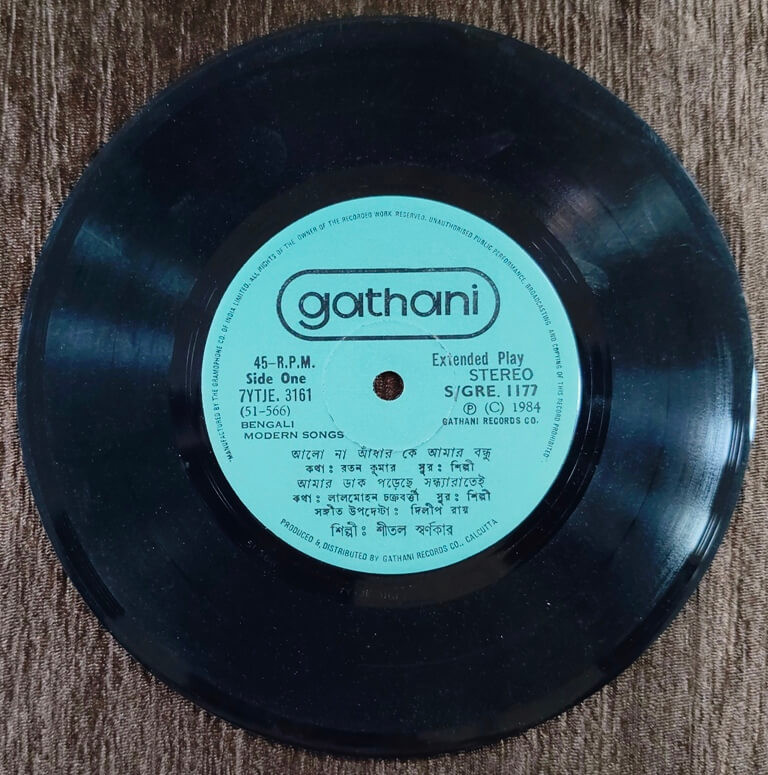 "MANUFACTURED BY THE GRAMOPHONE CO. OF INDIA LIMITED. ALL RIGHTS OF THE OWNER OF THE RECORDED WORK RESERVED. UNAUTHORISED PUBLIC PERFORMANCE, BROADCASTING AND COPYING OF THIS RECORD PROHIBITED"
gathani
45-R.P.M.
Side One
7YTJE. 3161
(51-566)
BENGALI
MODERN SONGS
Extended Play
STEREO
S/GRE. 1177
Ⓟ (C) 1984
GATHANI RECORDS CO.
আলো না আঁধার কে আমার বন্ধু
কথা : রতন কুমার সুর : শিল্পী
আমার ডাক পড়েছে সন্ধ্যারাতেই
কথা : লালমোহন চক্রবর্ত্তী সুর : শিল্পী
সঙ্গীত উপদেষ্টা : দিলীপ রায়
শিল্পী : শীতল স্বর্ণকার
PRODUCED & DISTRIBUTED BY GATHANI RECORDS CO., CALCUTTA